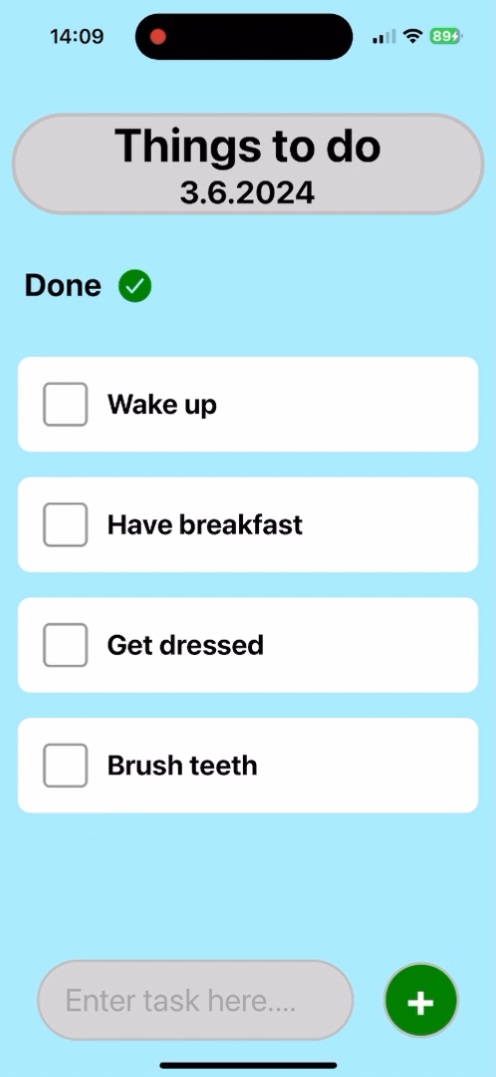 14:09
89
Things to do
3.6.2024
Done
Wake up
Have breakfast
Get dressed
Brush teeth
Enter task here....
+